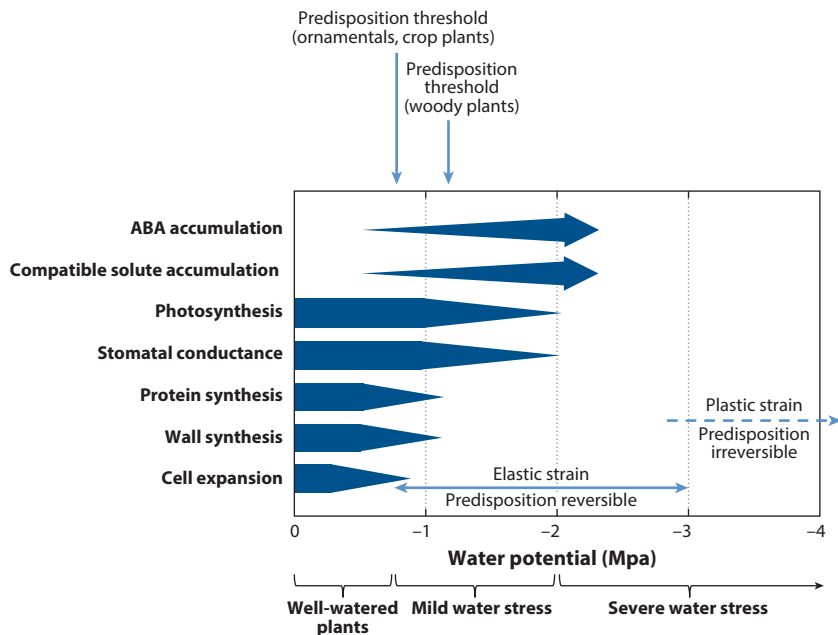 Predisposition threshold
(ornamentals, crop plants)
Predisposition
threshold
(woody plants)
ABA accumulation
Compatible solute accumulation
Photosynthesis
Stomatal conductance
Protein synthesis
Wall synthesis
Cell expansion
Plastic strain
Predisposition
irreversible
Elastic strain
Predisposition reversible
0
–1
–2
–3
–4
Water potential (Mpa)
Well-watered
plants
Mild water stress
Severe water stress